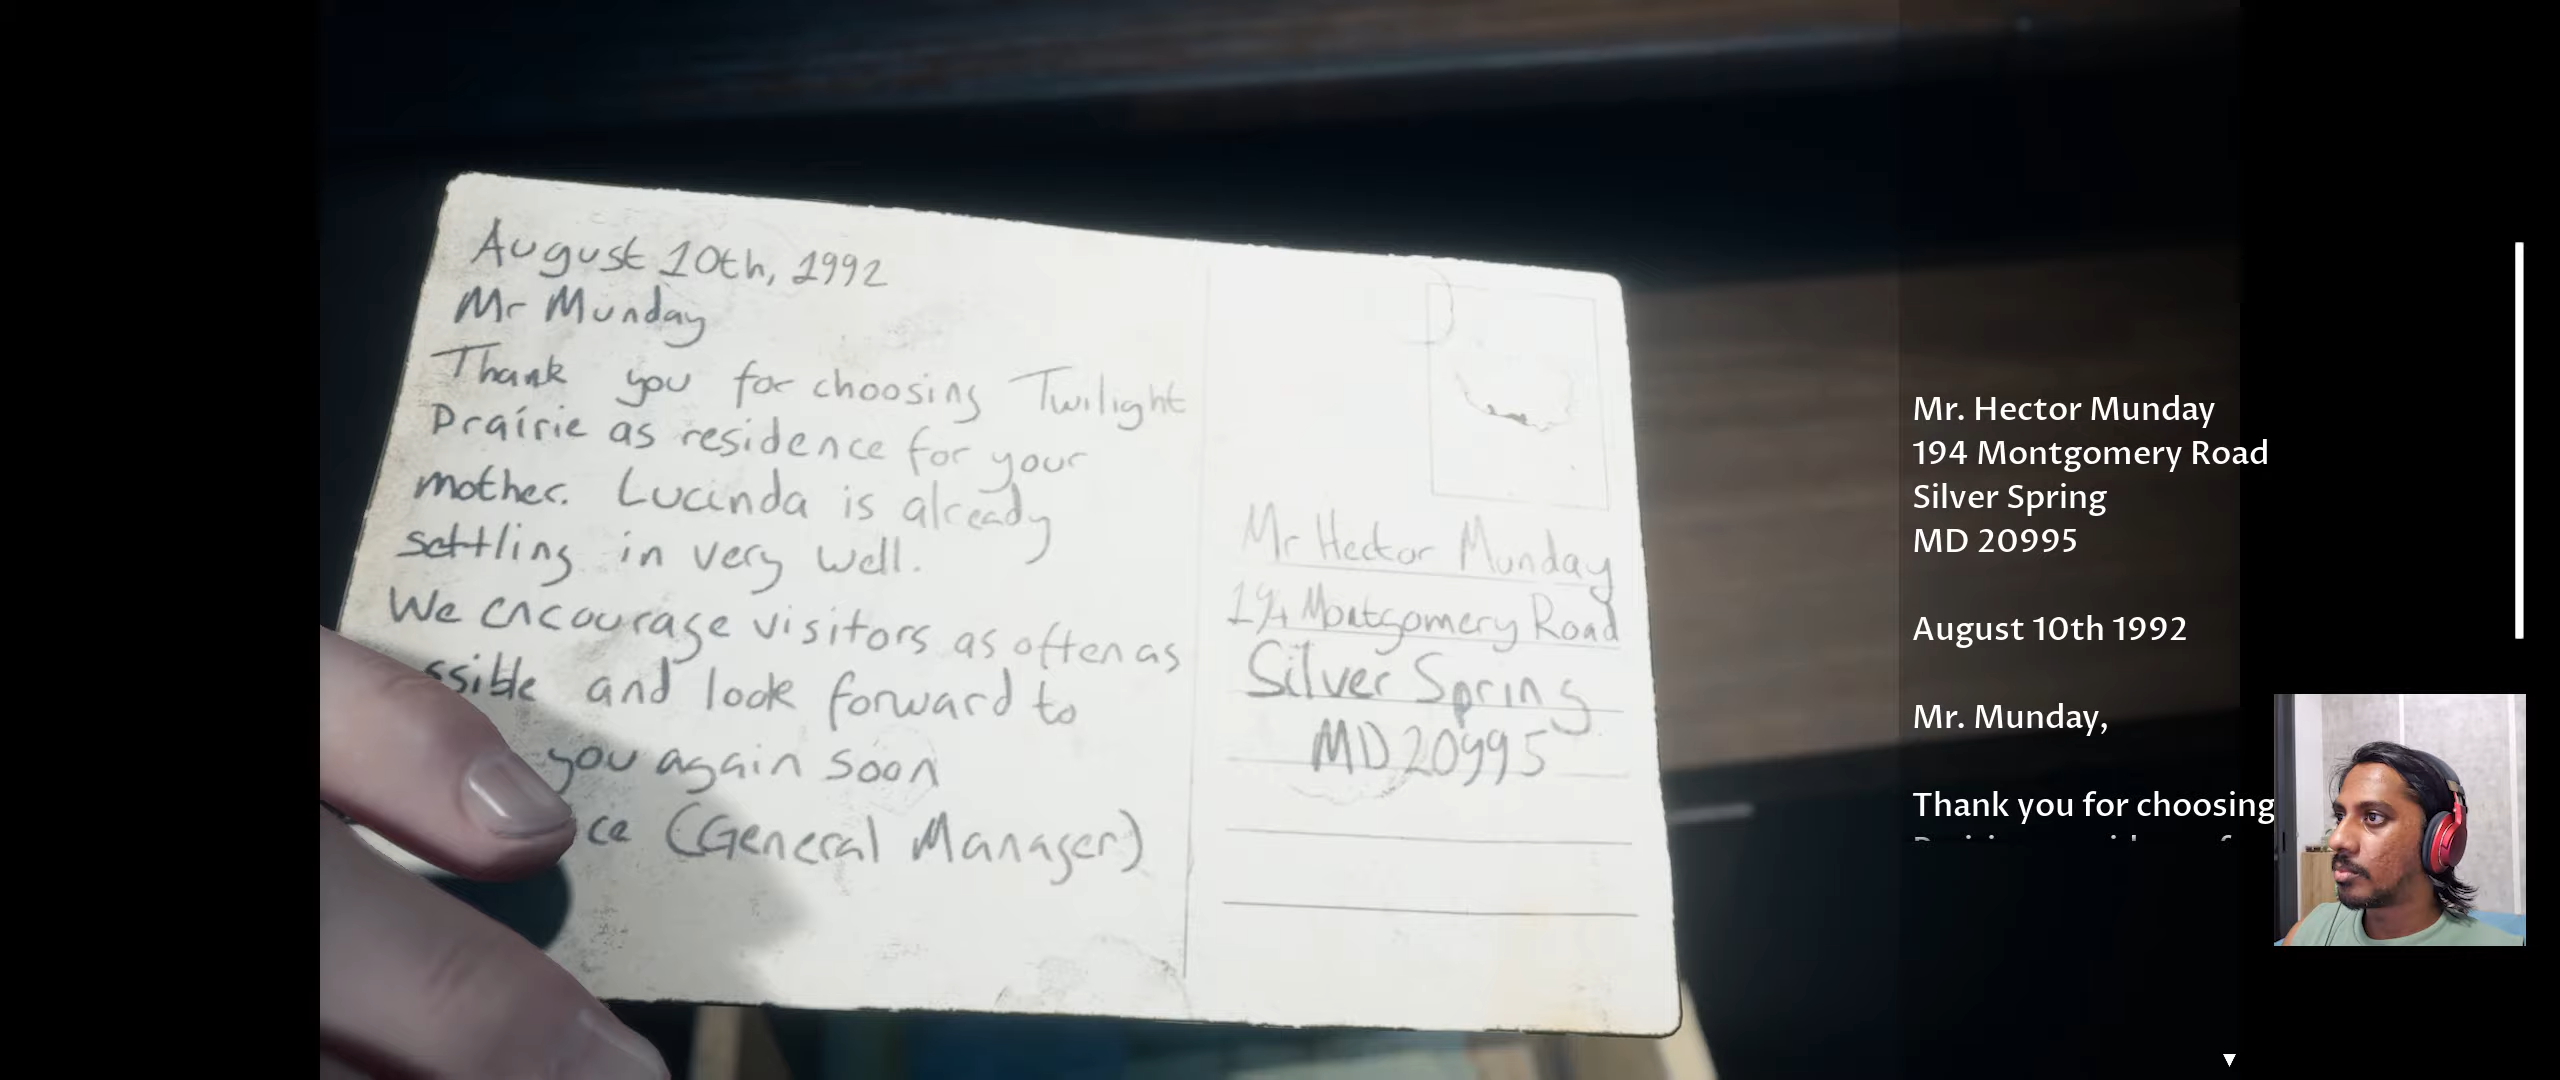 August 10th, 1992
Mr Munday
Thank you for choosing Twilight
Prairie as residence for your
mother. Lucinda is already
settling in very well.
We encourage visitors as often as
ssible and look forward to
you again soon
ce (General Manager)
Mr Hector Munday
194 Montgomery Road
Silver Spring
MD 20995
Mr. Hector Munday
194 Montgomery Road
Silver Spring
MD 20995
August 10th 1992
Mr. Munday,
Thank you for choosing